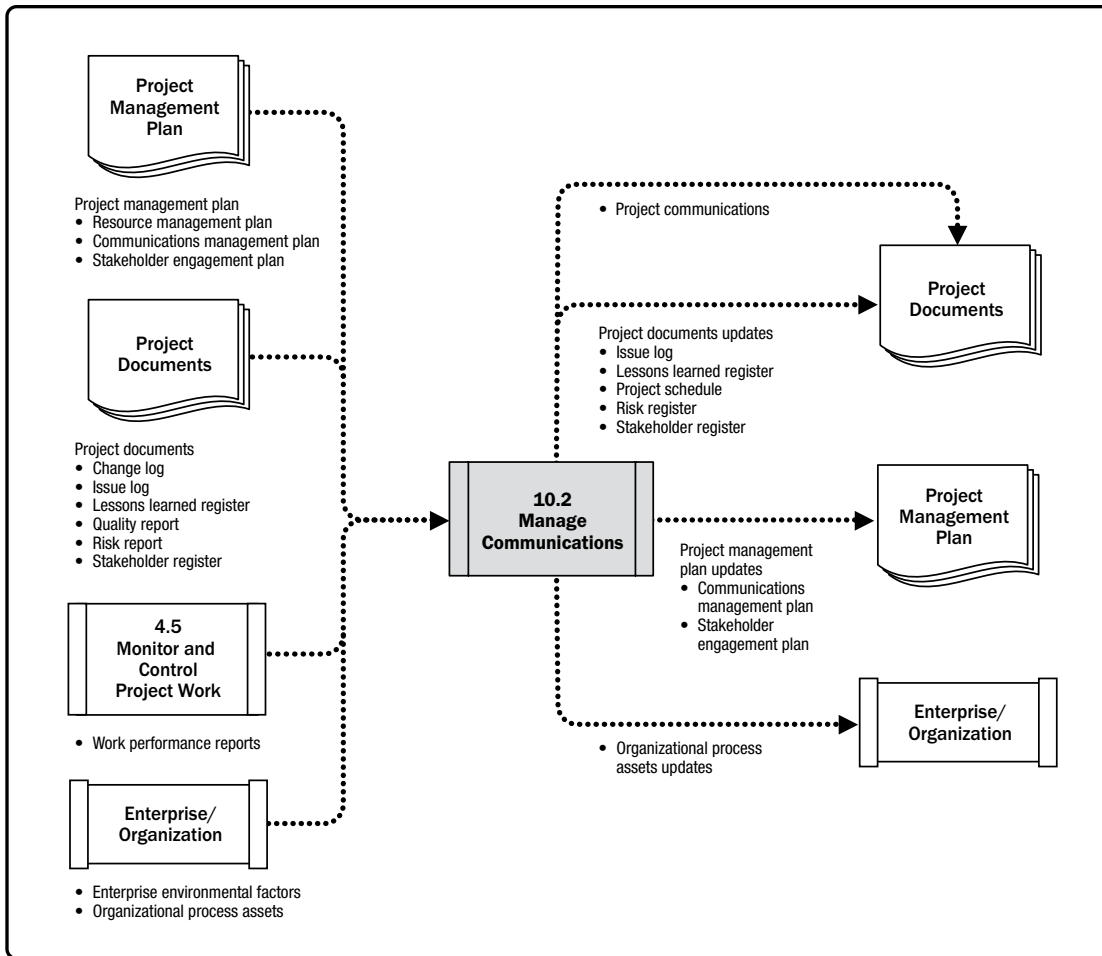 Project
Management
Plan
Project management plan
• Resource management plan
• Communications management plan
• Stakeholder engagement plan
Project
Documents
Project documents
• Change log
• Issue log
• Lessons learned register
• Quality report
• Risk report
• Stakeholder register
4.5
Monitor and
Control
Project Work
• Work performance reports
Enterprise/
Organization
• Enterprise environmental factors
• Organizational process assets
10.2
Manage
Communications
• Project communications
Project
Documents
Project documents updates
• Issue log
• Lessons learned register
• Project schedule
• Risk register
• Stakeholder register
Project
Management
Plan
Project management
plan updates
• Communications
management plan
• Stakeholder
engagement plan
Enterprise/
Organization
• Organizational process
assets updates